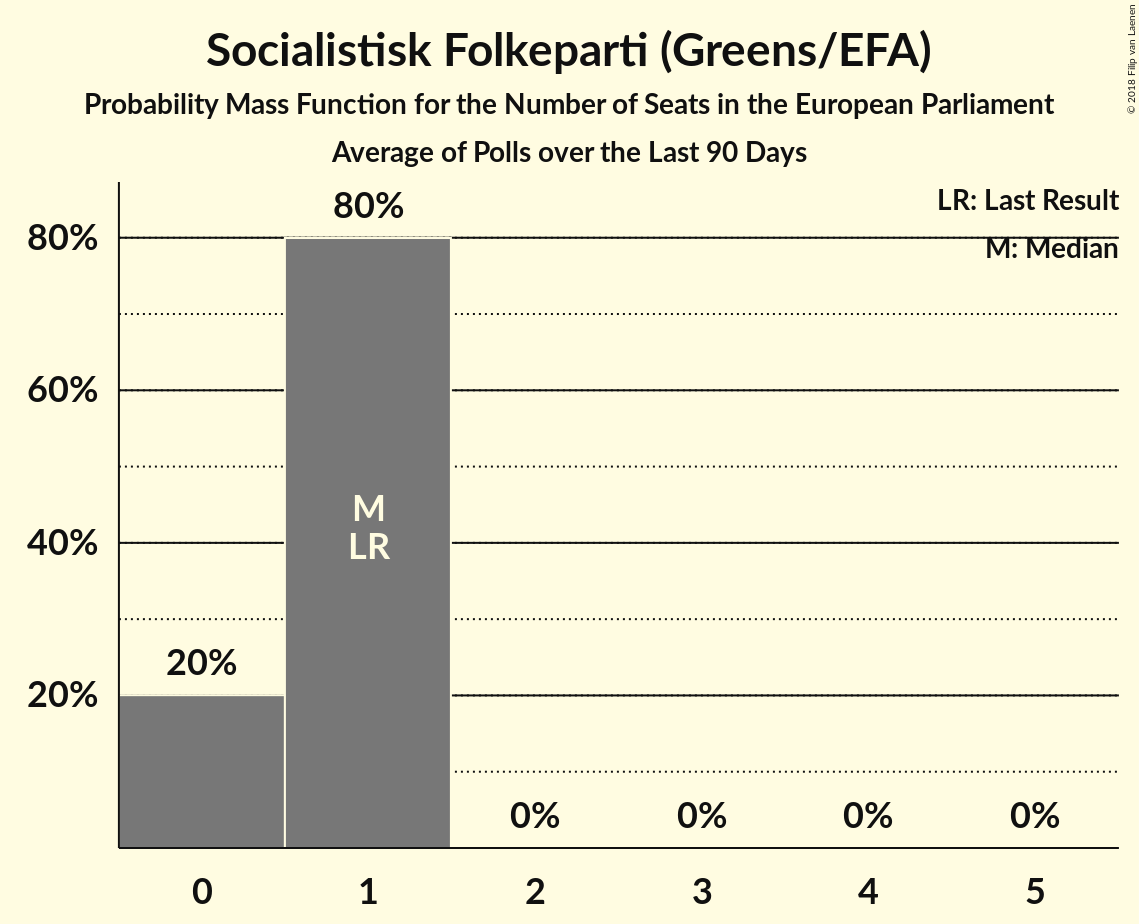 Socialistisk Folkeparti (Greens/EFA)
Probability Mass Function for the Number of Seats in the European Parliament
Average of Polls over the Last 90 Days
© 2018 Filip van Laenen
LR: Last Result
M: Median
80%
60%
40%
20%
20%
80%
M
LR
0%
0%
0%
0%
0 1 2 3 4 5